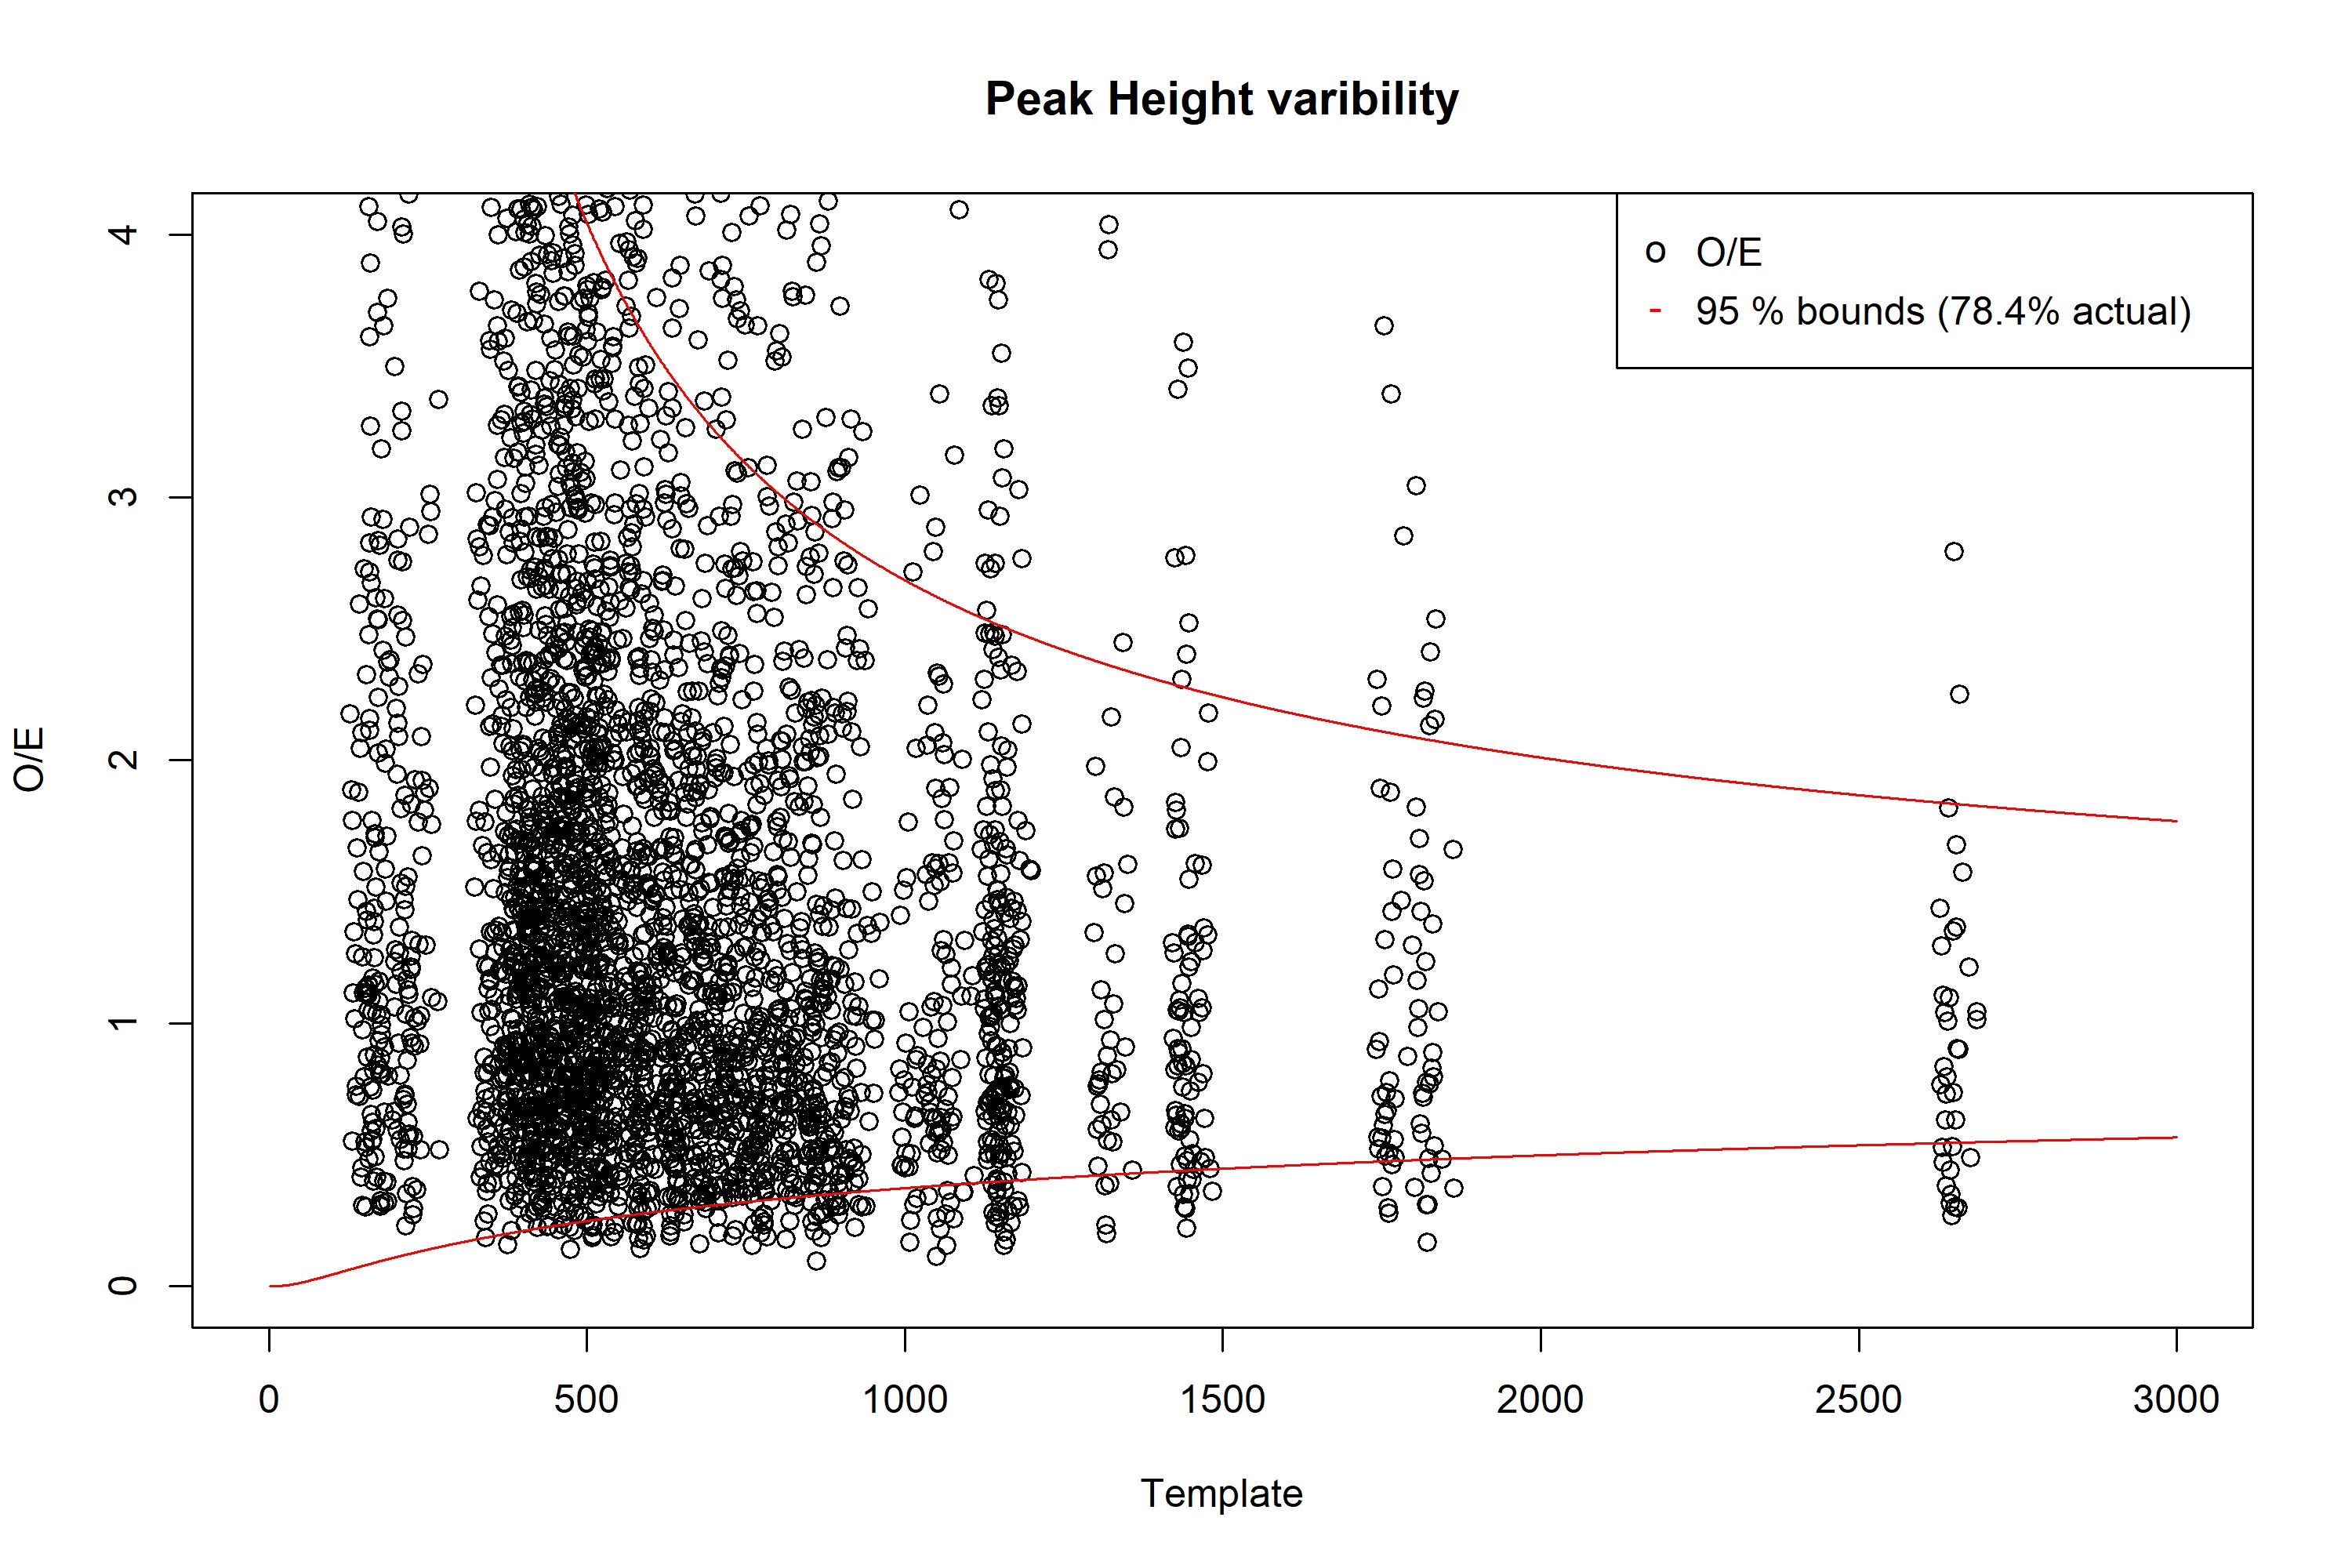 Peak Height varibility
O/E
95 % bounds (78.4% actual)
4
3
2
1
0
O/E
0 500 1000 1500 2000 2500 3000
Template